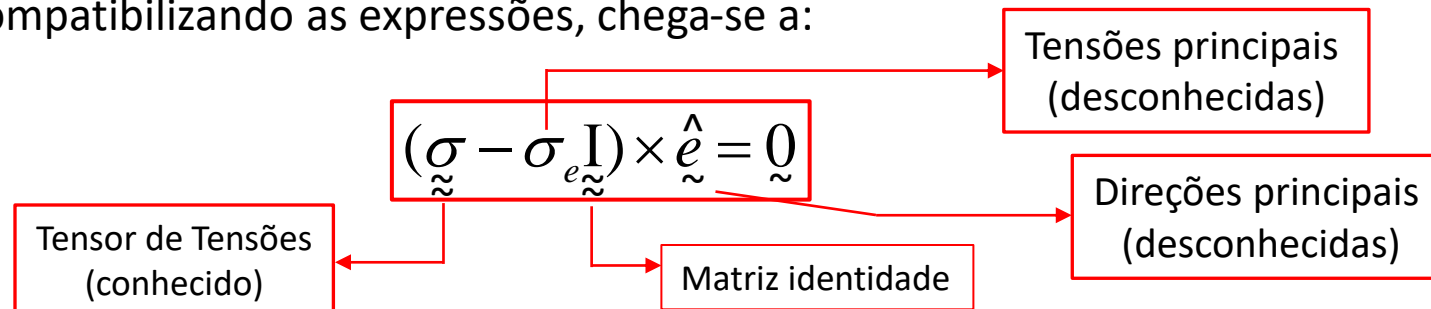 ompatibilizando as expressões, chega-se a:
Tensões principais
(desconhecidas)
(σ − σₑI) × ê = 0
Direções principais
(desconhecidas)
Tensor de Tensões
(conhecido)
Matriz identidade